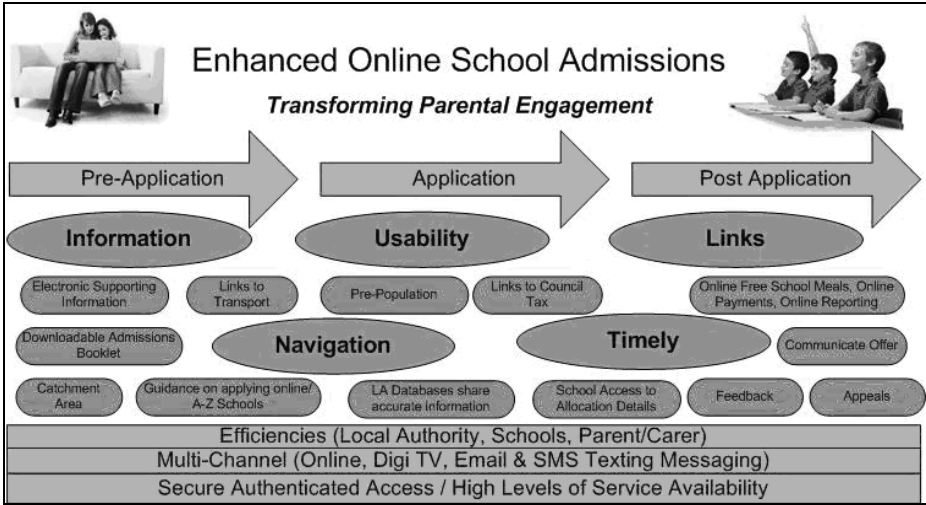 Enhanced Online School Admissions
Transforming Parental Engagement
Pre-Application
Application
Post Application
Information
Usability
Links
Electronic Supporting
Information
Links to
Transport
Pre-Population
Links to Council
Tax
Online Free School Meals, Online
Payments, Online Reporting
Downloadable Admissions
Booklet
Navigation
Timely
Communicate Offer
Catchment
Area
Guidance on applying online/
A-Z Schools
LA Databases share
accurate information
School Access to
Allocation Details
Feedback
Appeals
Efficiencies (Local Authority, Schools, Parent/Carer)
Multi-Channel (Online, Digi TV, Email & SMS Texting Messaging)
Secure Authenticated Access / High Levels of Service Availability